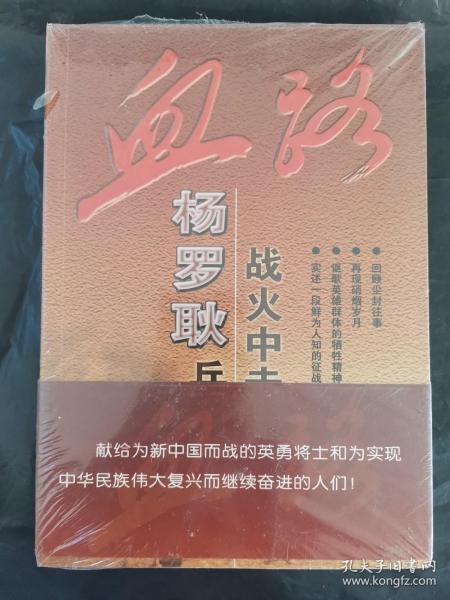 血路
杨罗耿兵
战火中走
● 回顾尘封往事
● 再现硝烟岁月
● 讴歌英雄群体的牺牲精神
● 实述一段鲜为人知的征战
献给为新中国而战的英勇将士和为实现
中华民族伟大复兴而继续奋进的人们！
孔夫子旧书网
www.kongfz.com